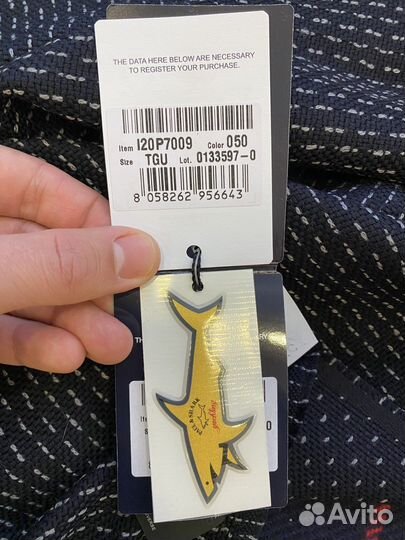 THE DATA HERE BELOW ARE NECESSARY
TO REGISTER YOUR PURCHASE.
Item I20P7009 Color 050
Size TGU Lot. 0133597-0
8 058262 956643
PAUL & SHARK
yachting
Avito